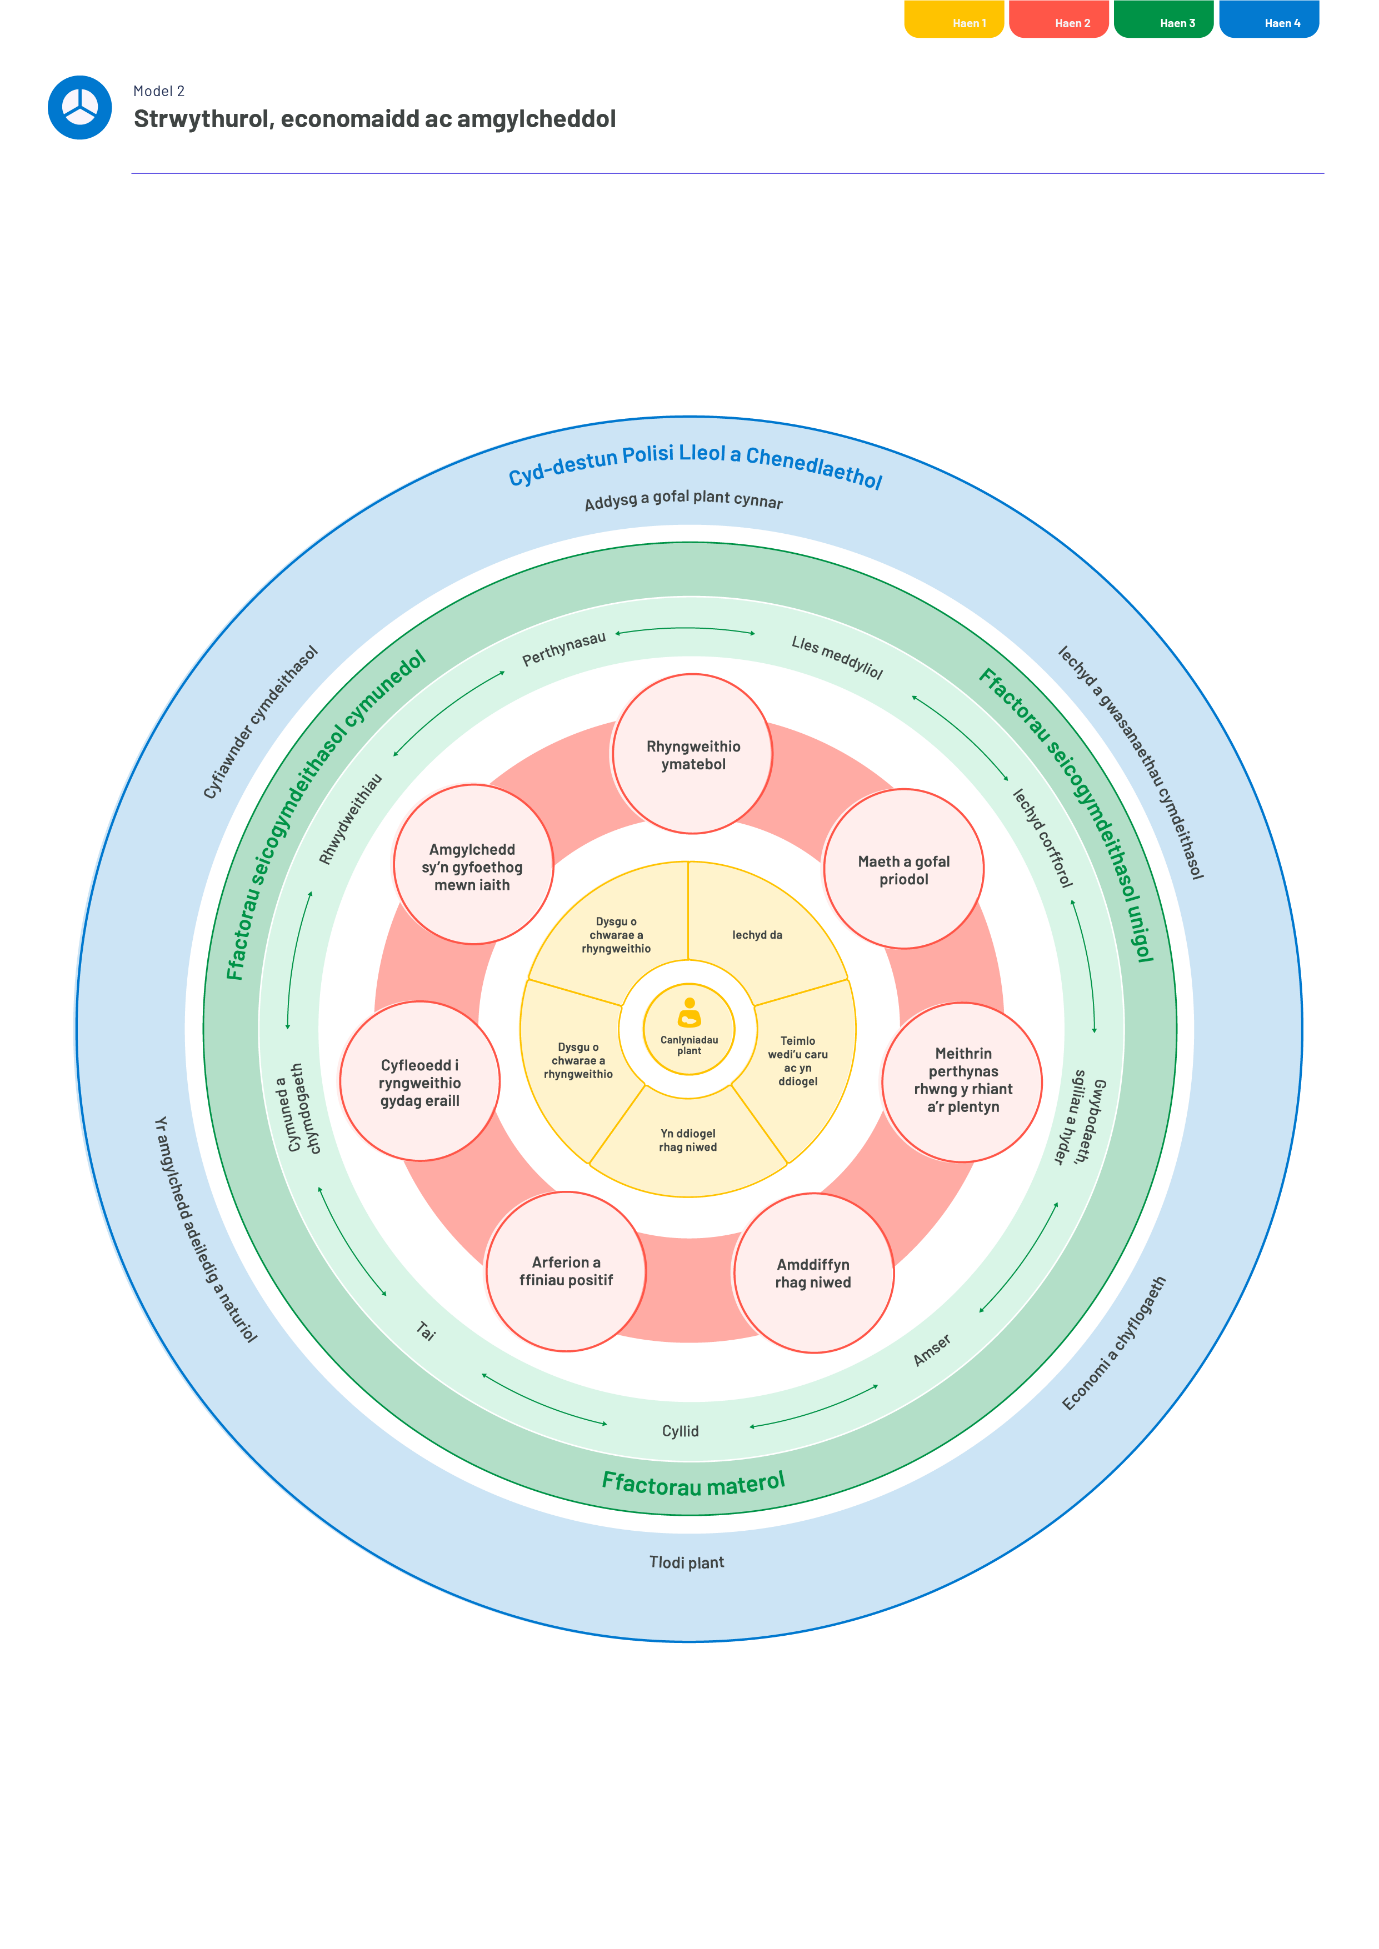 Haen 1
Haen 2
Haen 3
Haen 4
Model 2
Strwythurol, economaidd ac amgylcheddol
Cyd-destun Polisi Lleol a Chenedlaethol
Addysg a gofal plant cynnar
Iechyd a gwasanaethau cymdeithasol
Economi a chyflogaeth
Tlodi plant
Yr amgylchedd adeiledig a naturiol
Cyfiawnder cymdeithasol
Ffactorau seicogymdeithasol cymunedol
Ffactorau seicogymdeithasol unigol
Ffactorau materol
Perthynasau
Lles meddyliol
Iechyd corfforol
Gwybodaeth,
sgiliau a hyder
Amser
Cyllid
Tai
Cymuned a
chymdogaeth
Rhwydweithiau
Rhyngweithio
ymatebol
Maeth a gofal
priodol
Meithrin
perthynas
rhwng y rhiant
a'r plentyn
Amddiffyn
rhag niwed
Arferion a
ffiniau positif
Cyfleoedd i
ryngweithio
gydag eraill
Amgylchedd
sy'n gyfoethog
mewn iaith
Dysgu o
chwarae a
rhyngweithio
Iechyd da
Teimlo
wedi'u caru
ac yn
ddiogel
Yn ddiogel
rhag niwed
Dysgu o
chwarae a
rhyngweithio
Canlyniadau
plant